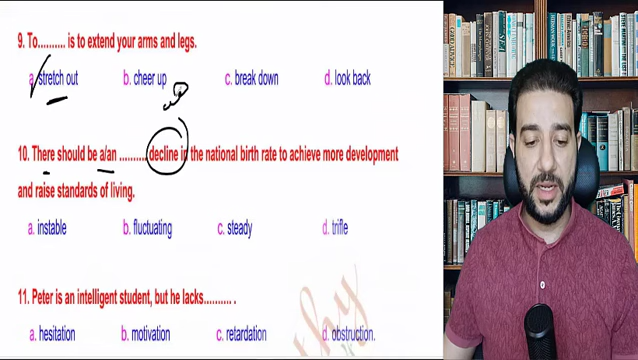 9. To.......... is to extend your arms and legs.
a. stretch out b. cheer up c. break down d. look back
10. There should be a/an .......... decline in the national birth rate to achieve more development
and raise standards of living.
a. instable b. fluctuating c. steady d. trifle
11. Peter is an intelligent student, but he lacks.......... .
a. hesitation b. motivation c. retardation d. obstruction.